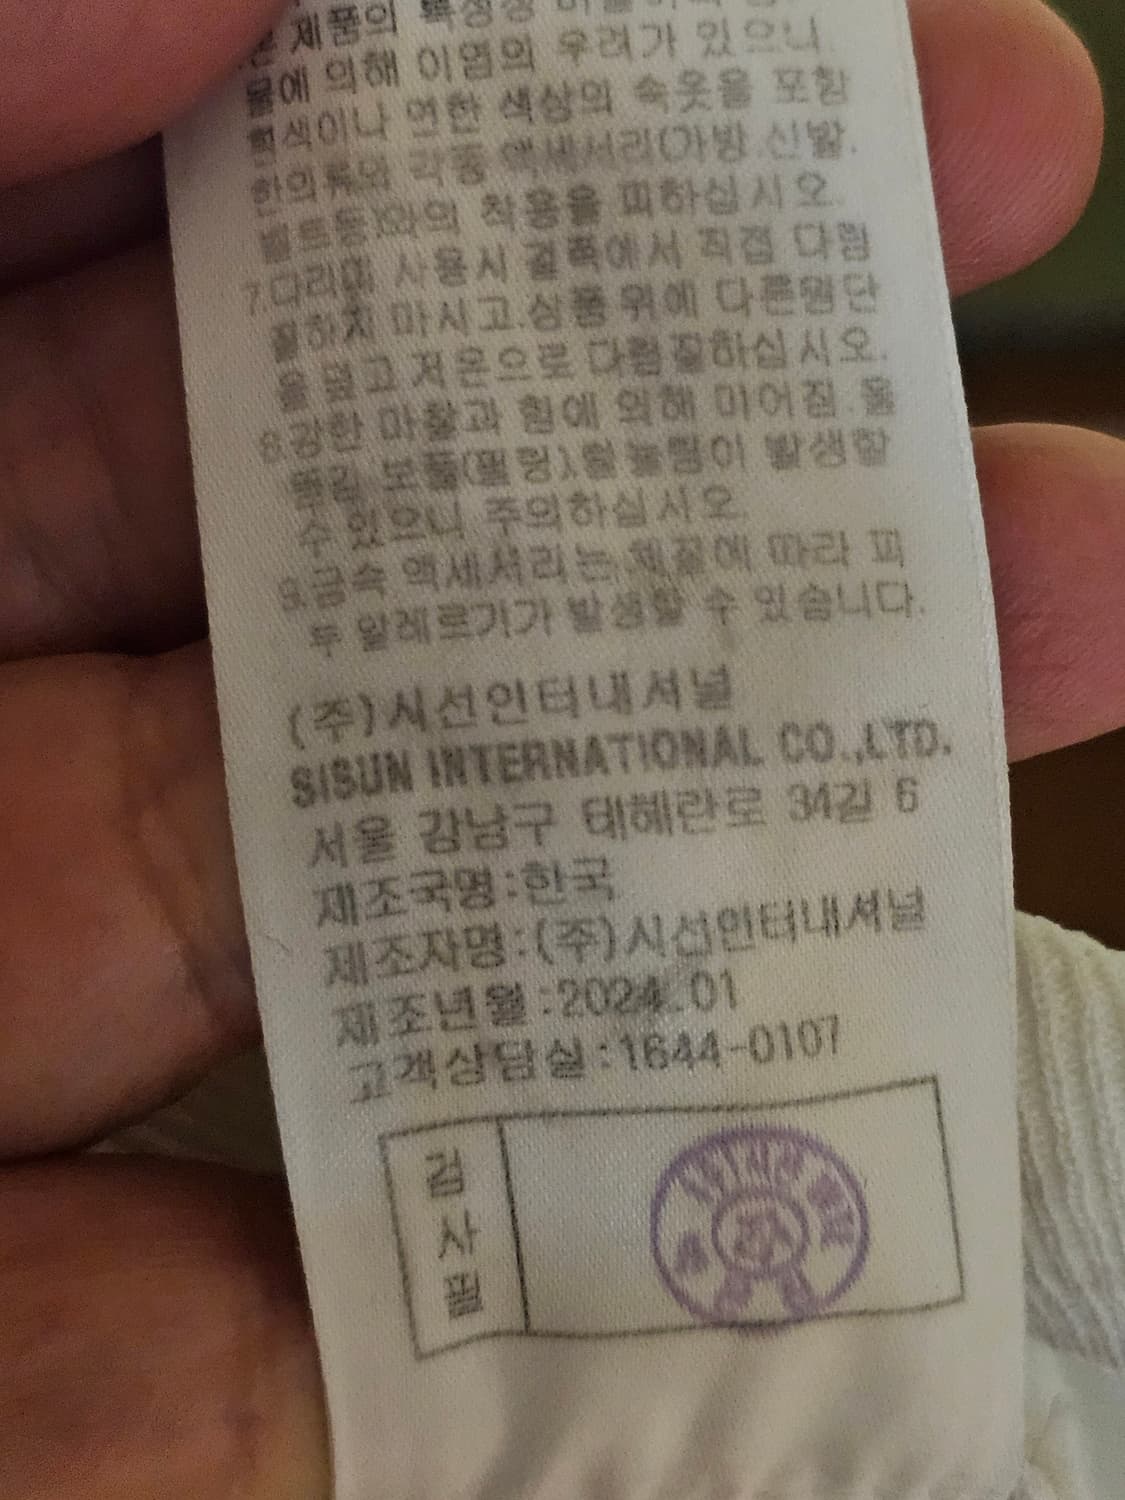 제품의 특성상
물에 의해 이염의 우려가 있으니
흰색이나 연한 색상의 속옷을 포함
한의류와 각종 액세서리(가방.신발.
벨트등)와의 착용을 피하십시오.
7.다리미 사용시 겉쪽에서 직접 다림
질하지 마시고.상품위에 다른원단
을 덮고 저온으로 다림질하십시오.
8.강한 마찰과 힘에 의해 미어짐.올
뜯김 보풀(필링).털눌림이 발생할
수 있으니 주의하십시오
9.금속 액세서리는 체질에 따라 피
부 알레르기가 발생할 수 있습니다.
(주)시선인터내셔널
SISUN INTERNATIONAL CO.,LTD.
서울 강남구 테헤란로 34길 6
제조국명:한국
제조자명:(주)시선인터내셔널
제조년월:2024.01
고객상담실:1644-0107
검사필